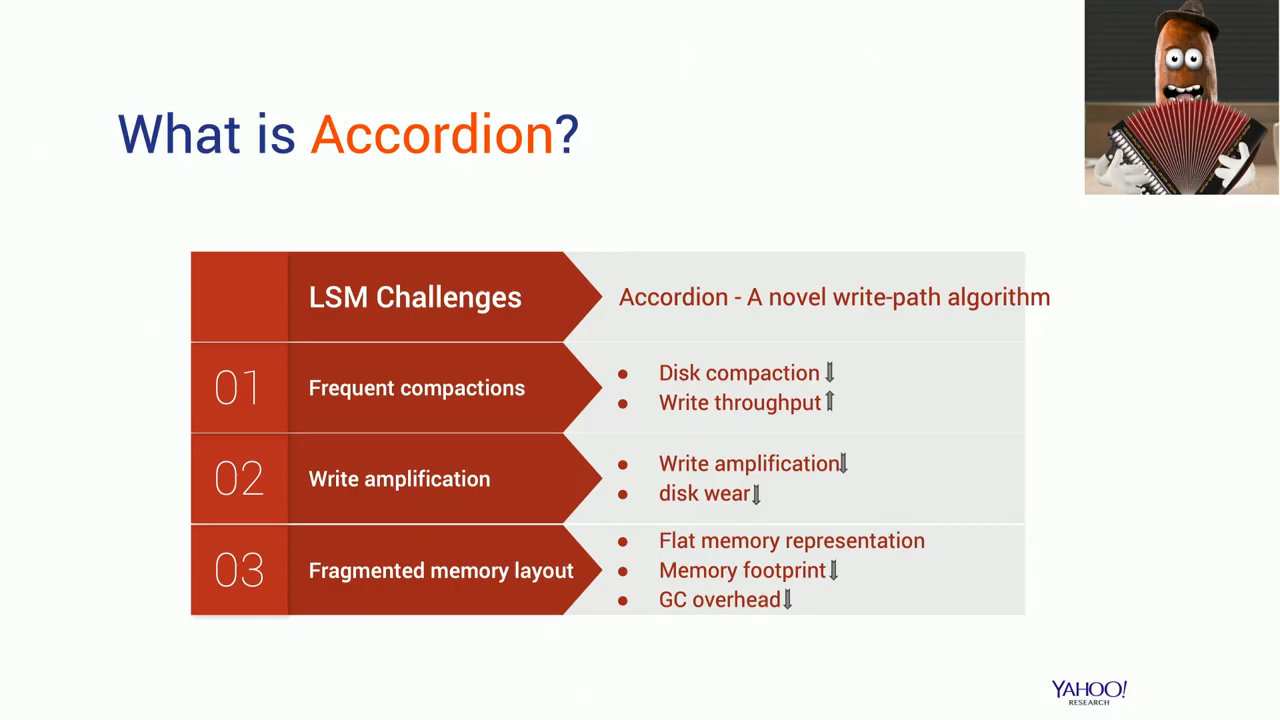 What is Accordion?
LSM Challenges
Accordion - A novel write-path algorithm
01
Frequent compactions
● Disk compaction⇩
● Write throughput⇧
02
Write amplification
● Write amplification⇩
● disk wear⇩
03
Fragmented memory layout
● Flat memory representation
● Memory footprint⇩
● GC overhead⇩
YAHOO!
RESEARCH